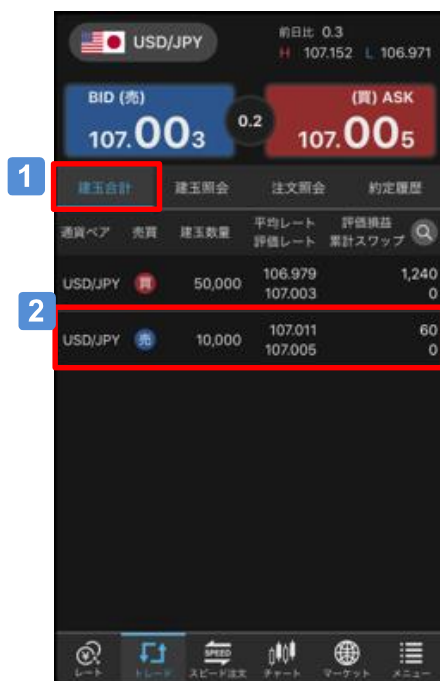 USD/JPY
前日比 0.3
H 107.152 L 106.971
BID (売)
(買) ASK
107.003
0.2
107.005
1
建玉合計 建玉照会 注文照会 約定履歴
通貨ペア 売買 建玉数量 平均レート 評価損益
評価レート 累計スワップ
USD/JPY 買 50,000 106.979 1,240
107.003 0
2
USD/JPY 売 10,000 107.011 60
107.005 0
レート トレード スピード注文 チャート マーケット メニュー
SPEED